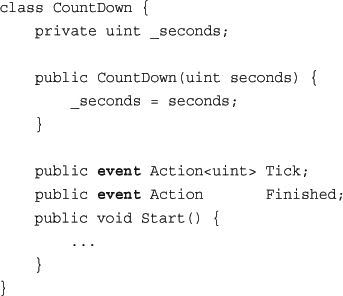 class CountDown {
    private uint _seconds;

    public CountDown(uint seconds) {
        _seconds = seconds;
    }

    public event Action<uint> Tick;
    public event Action       Finished;
    public void Start() {
        ...
    }
}